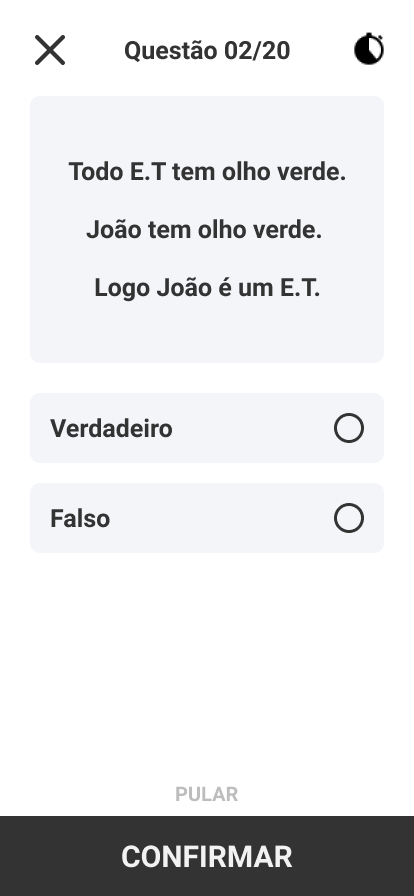 Questão 02/20
Todo E.T tem olho verde.
João tem olho verde.
Logo João é um E.T.
Verdadeiro
Falso
PULAR
CONFIRMAR